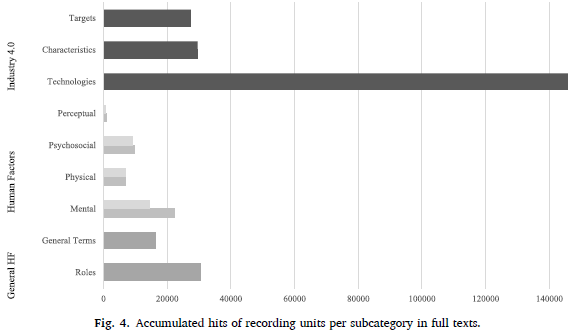 Targets
Characteristics
Technologies
Industry 4.0
Perceptual
Psychosocial
Physical
Mental
Human Factors
General Terms
Roles
General HF
0 20000 40000 60000 80000 100000 120000 140000
Fig. 4. Accumulated hits of recording units per subcategory in full texts.